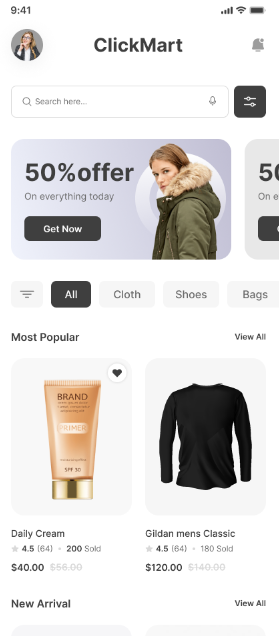 9:41
ClickMart
Search here...
50%offer
On everything today
Get Now
50
On e
All
Cloth
Shoes
Bags
Most Popular
View All
BRAND
PRIMER
SPF 30
Daily Cream
4.5 (64) • 200 Sold
$40.00 $56.00
Gildan mens Classic
4.5 (64) • 180 Sold
$120.00 $140.00
New Arrival
View All